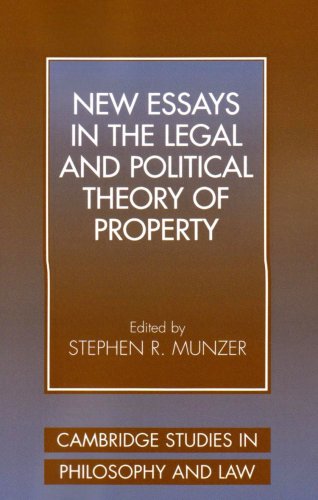 NEW ESSAYS
IN THE LEGAL
AND POLITICAL
THEORY OF
PROPERTY
Edited by
STEPHEN R. MUNZER
CAMBRIDGE STUDIES IN
PHILOSOPHY AND LAW